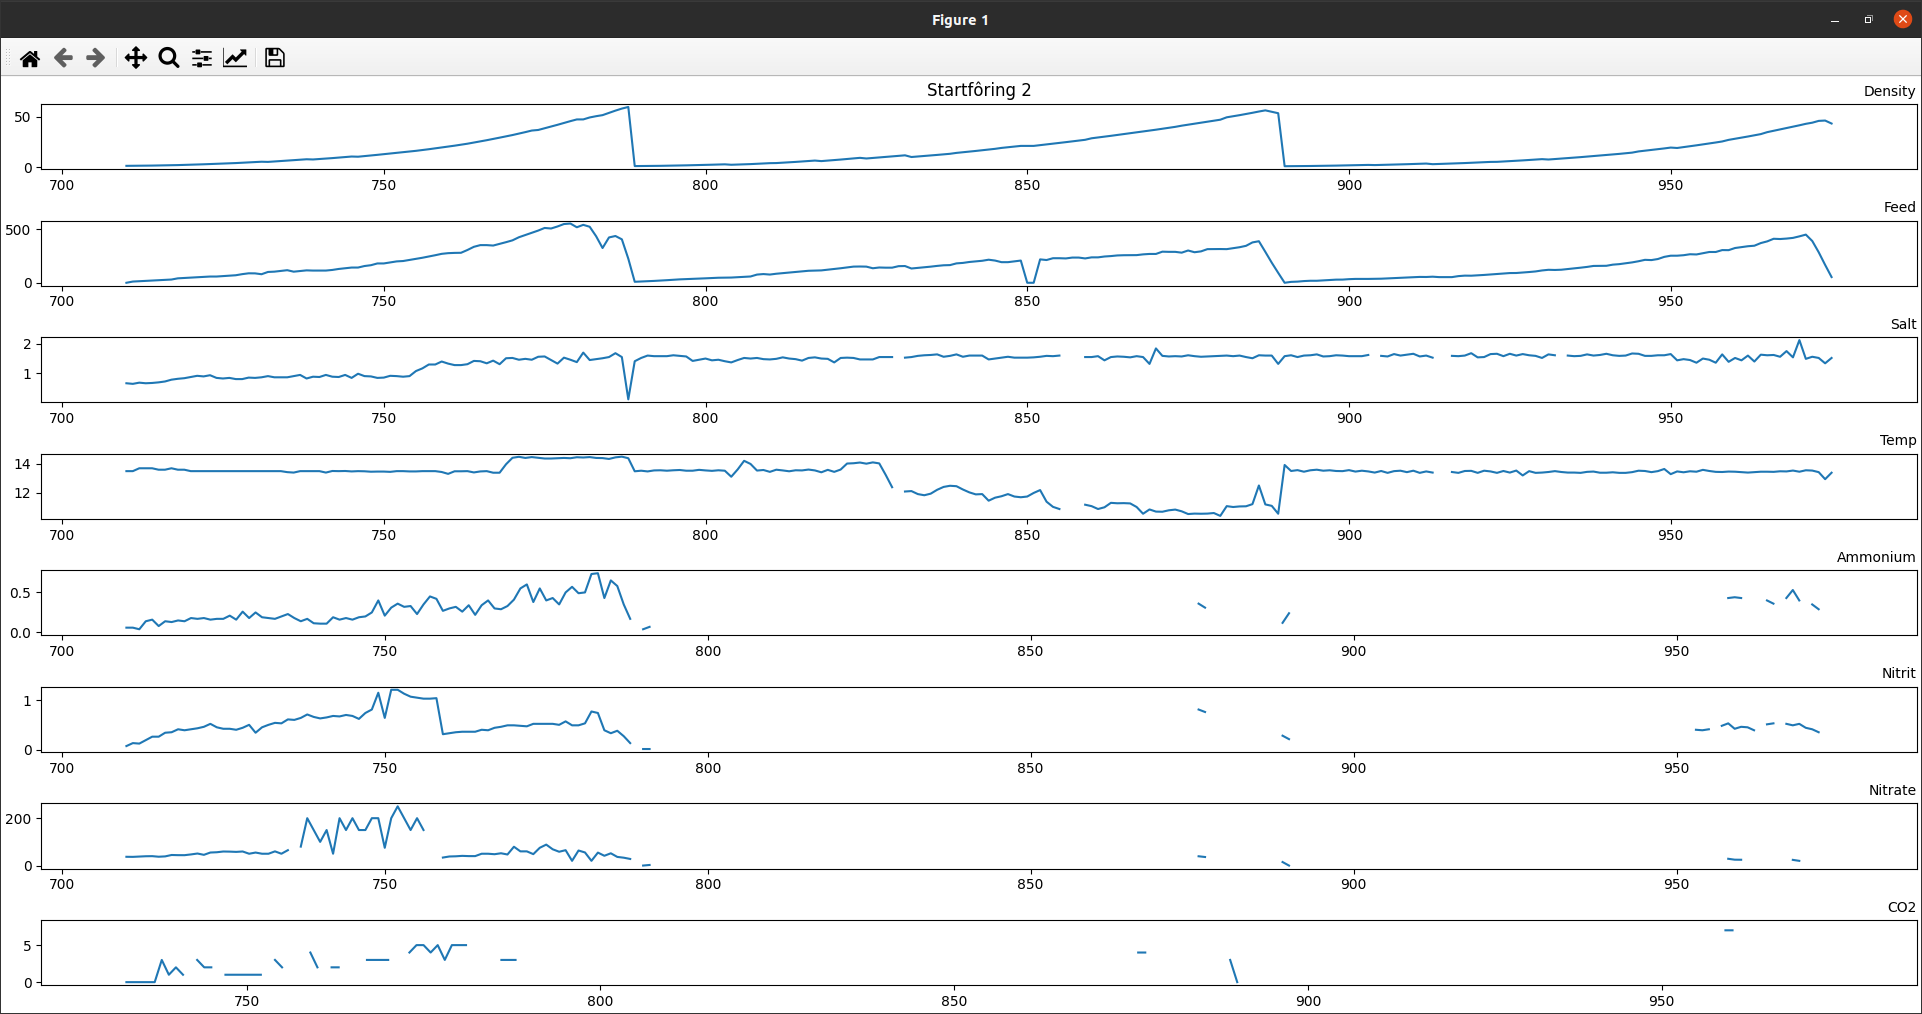 Figure 1
Startfôring 2
Density
50
0
700 750 800 850 900 950
Feed
500
0
700 750 800 850 900 950
Salt
2
1
700 750 800 850 900 950
Temp
14
12
700 750 800 850 900 950
Ammonium
0.5
0.0
700 750 800 850 900 950
Nitrit
1
0
700 750 800 850 900 950
Nitrate
200
0
700 750 800 850 900 950
CO2
5
0
750 800 850 900 950